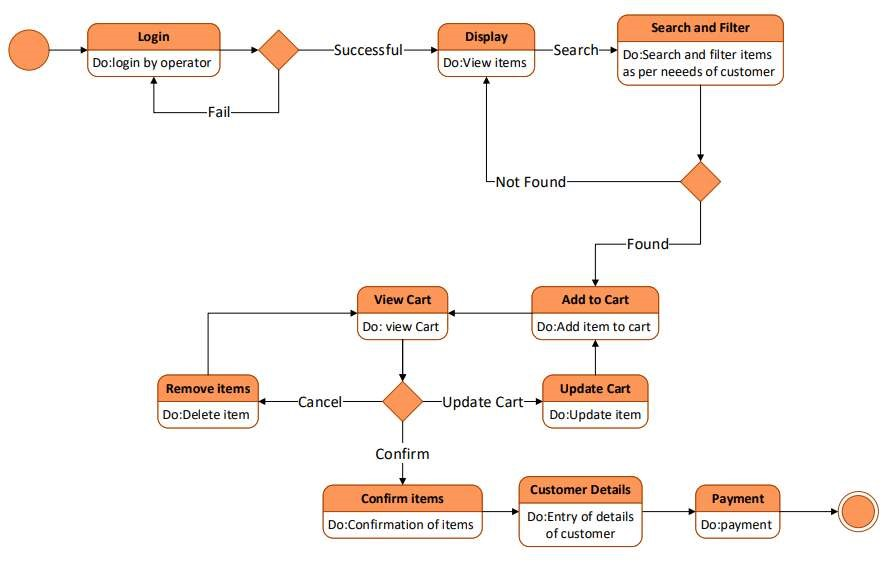 Login
Do:login by operator
Fail
Successful
Display
Do:View items
Search
Search and Filter
Do:Search and filter items
as per neeeds of customer
Not Found
Found
View Cart
Do: view Cart
Add to Cart
Do:Add item to cart
Remove items
Do:Delete item
Cancel
Update Cart
Update Cart
Do:Update item
Confirm
Confirm items
Do:Confirmation of items
Customer Details
Do:Entry of details
of customer
Payment
Do:payment